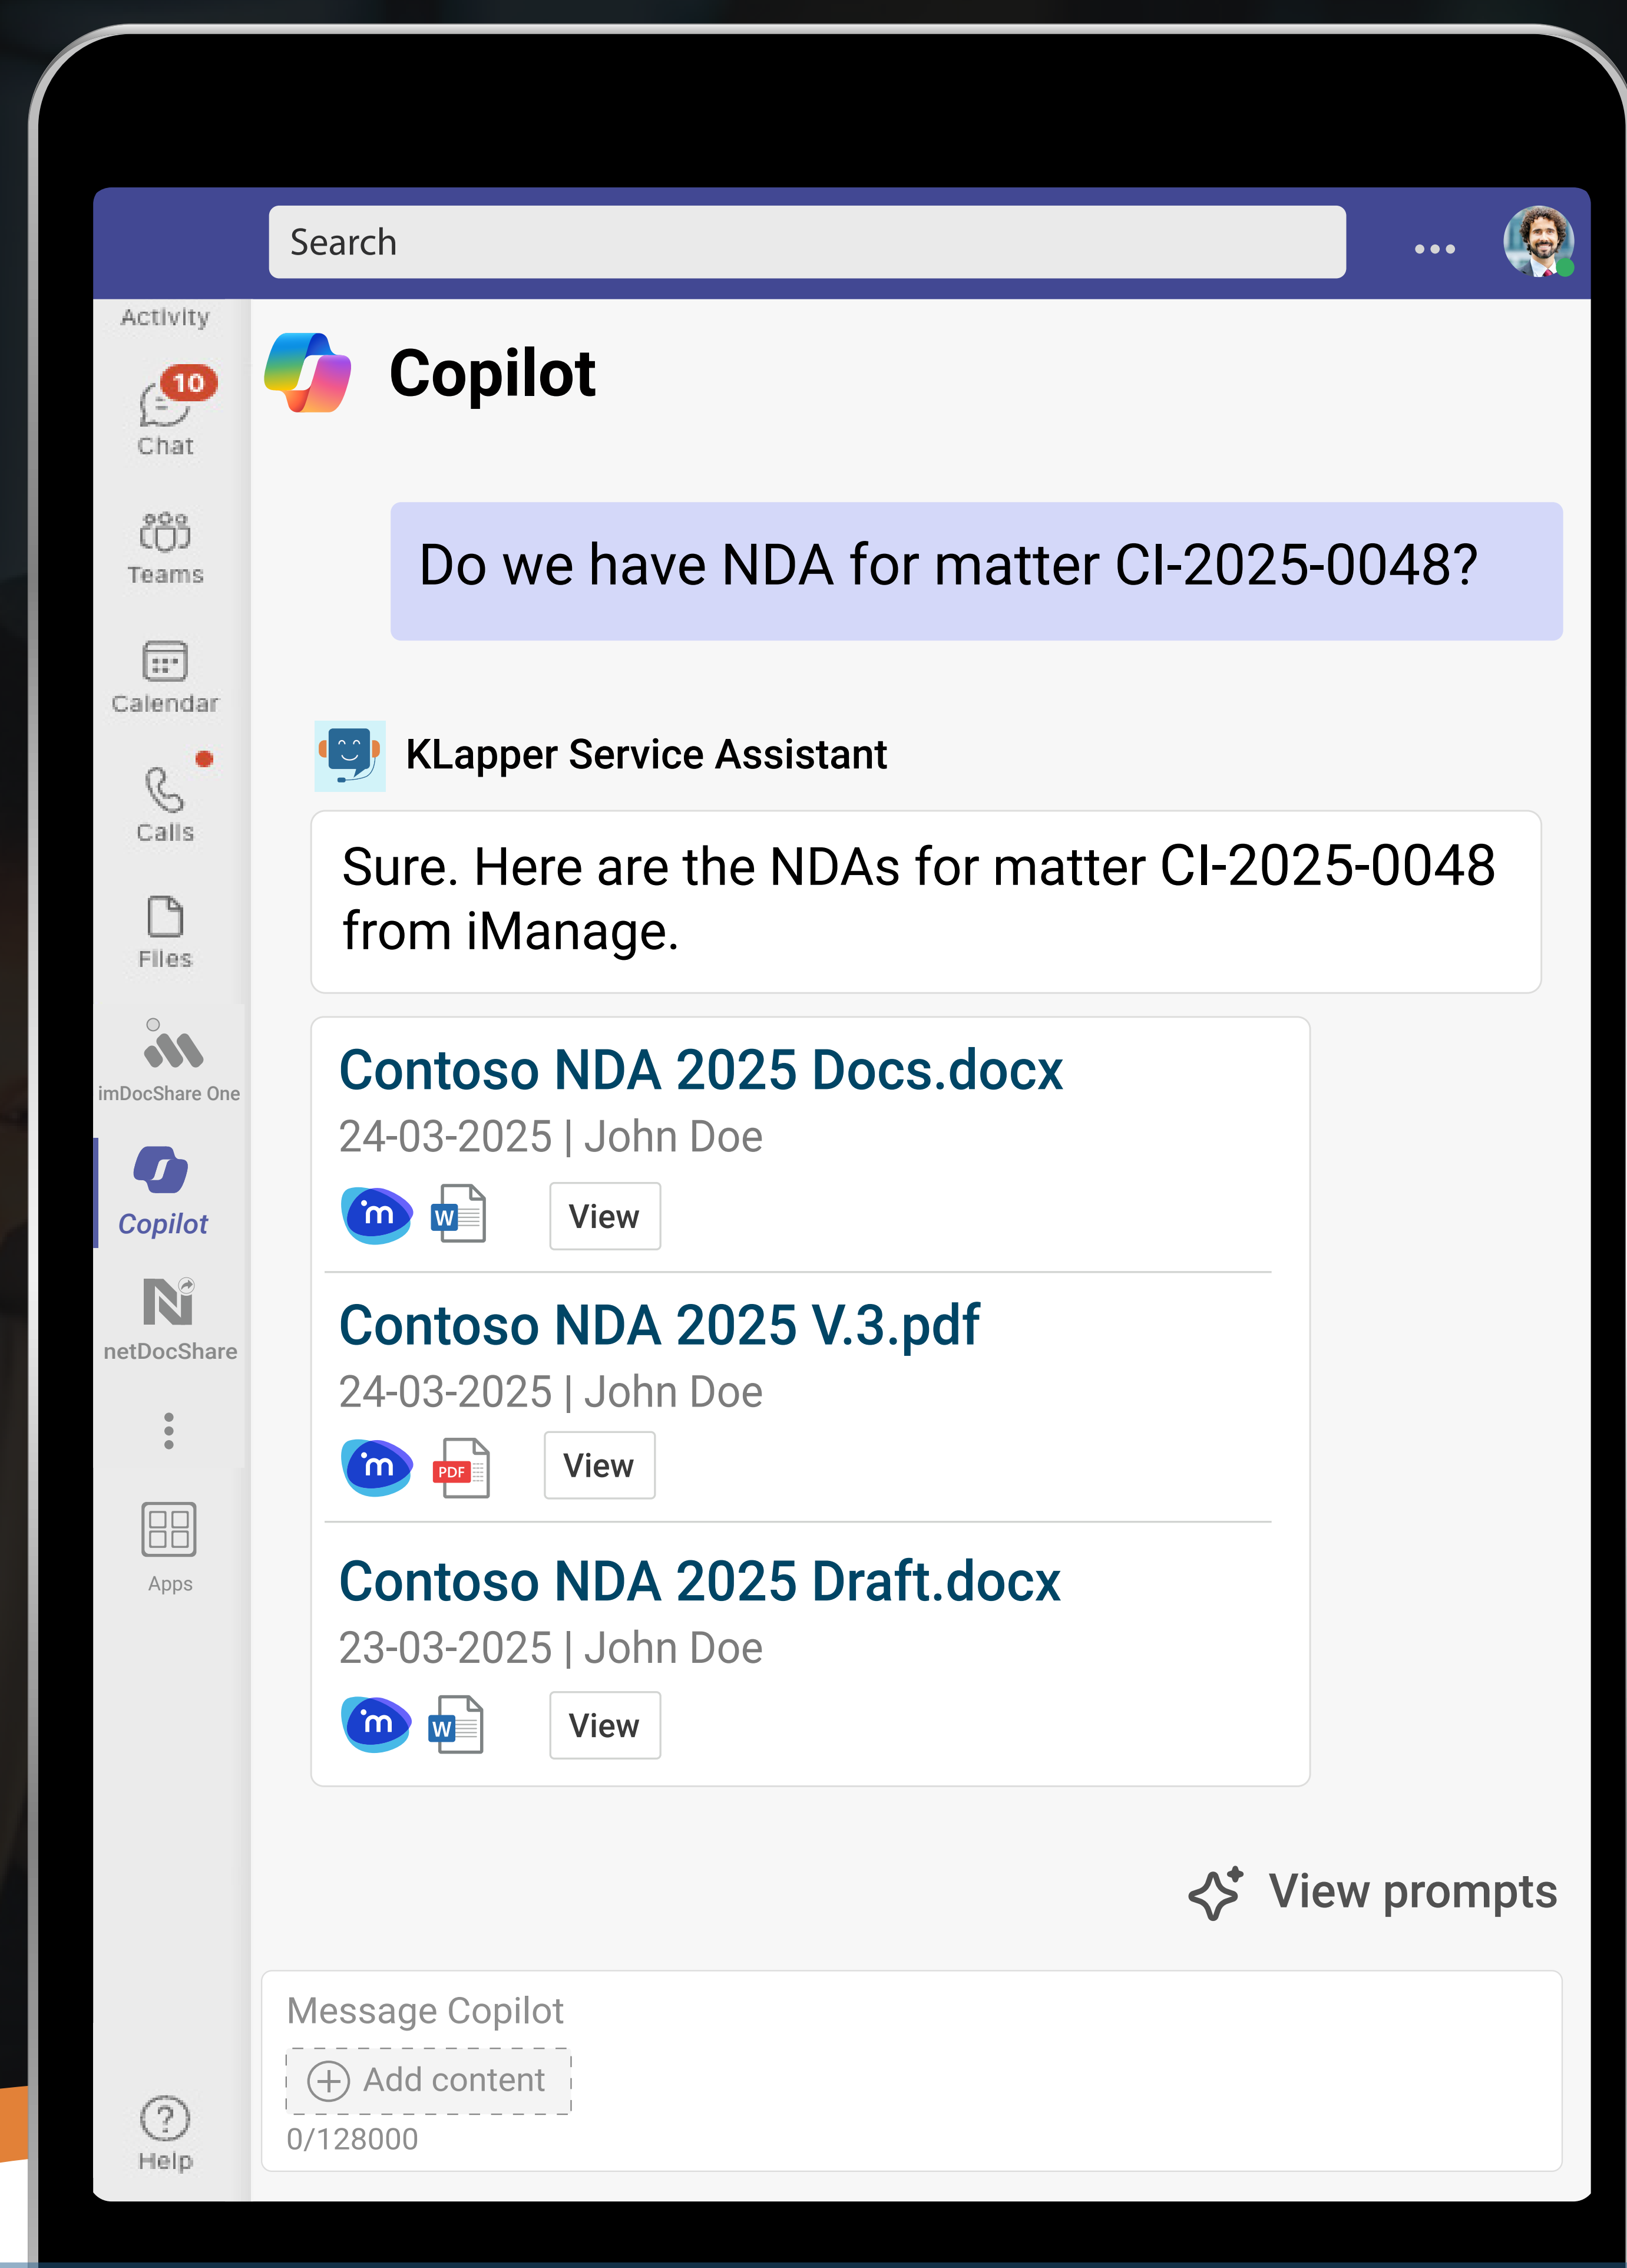 Search
Activity
10
Chat
Teams
Calendar
Calls
Files
imDocShare One
Copilot
netDocShare
Apps
Help
Copilot
Do we have NDA for matter CI-2025-0048?
KLapper Service Assistant
Sure. Here are the NDAs for matter CI-2025-0048
from iManage.
Contoso NDA 2025 Docs.docx
24-03-2025 | John Doe
m W View
Contoso NDA 2025 V.3.pdf
24-03-2025 | John Doe
m PDF View
Contoso NDA 2025 Draft.docx
23-03-2025 | John Doe
m W View
View prompts
Message Copilot
Add content
0/128000